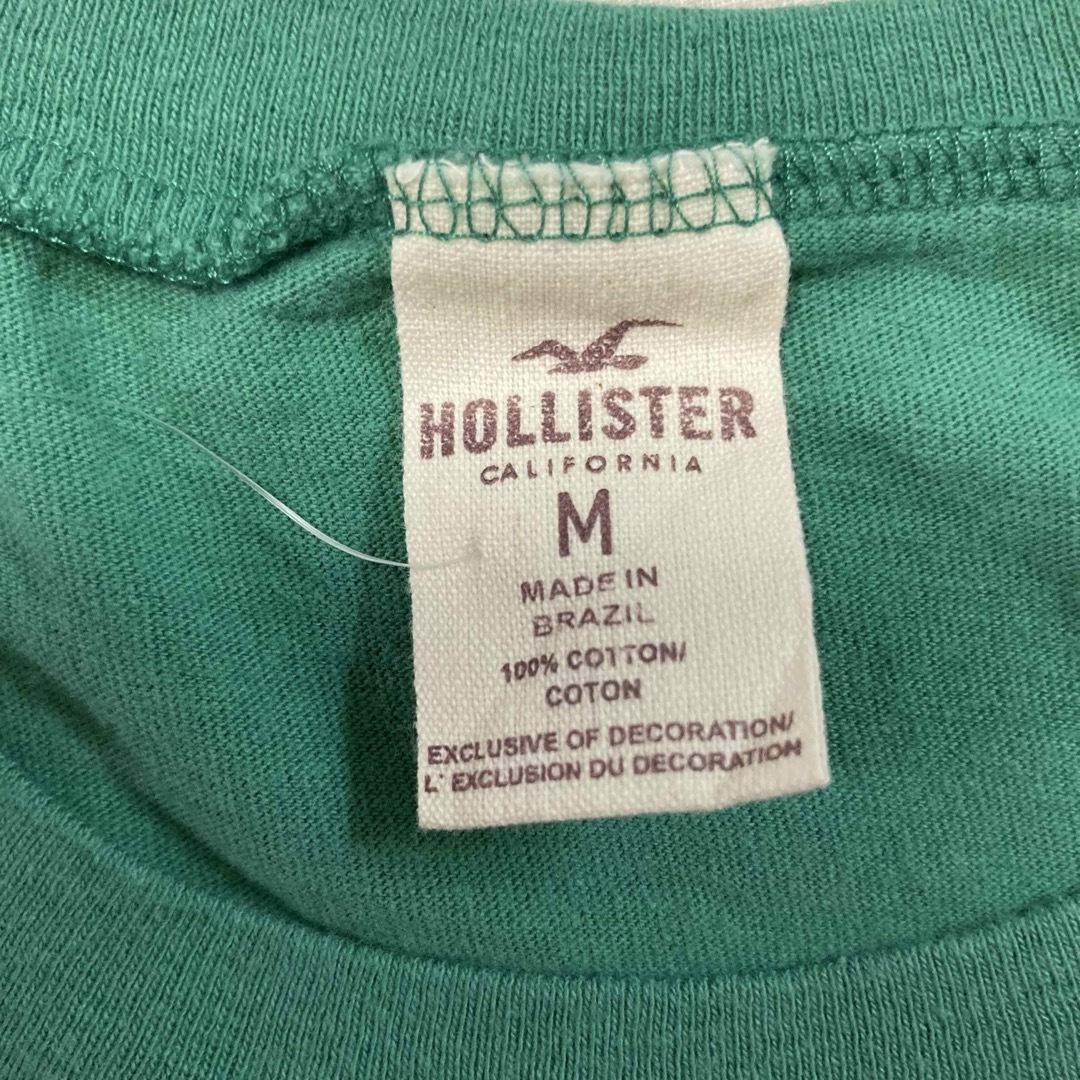 HOLLISTER
CALIFORNIA
M
MADE IN
BRAZIL
100% COTTON/
COTON
EXCLUSIVE OF DECORATION/
L' EXCLUSION DU DECORATION